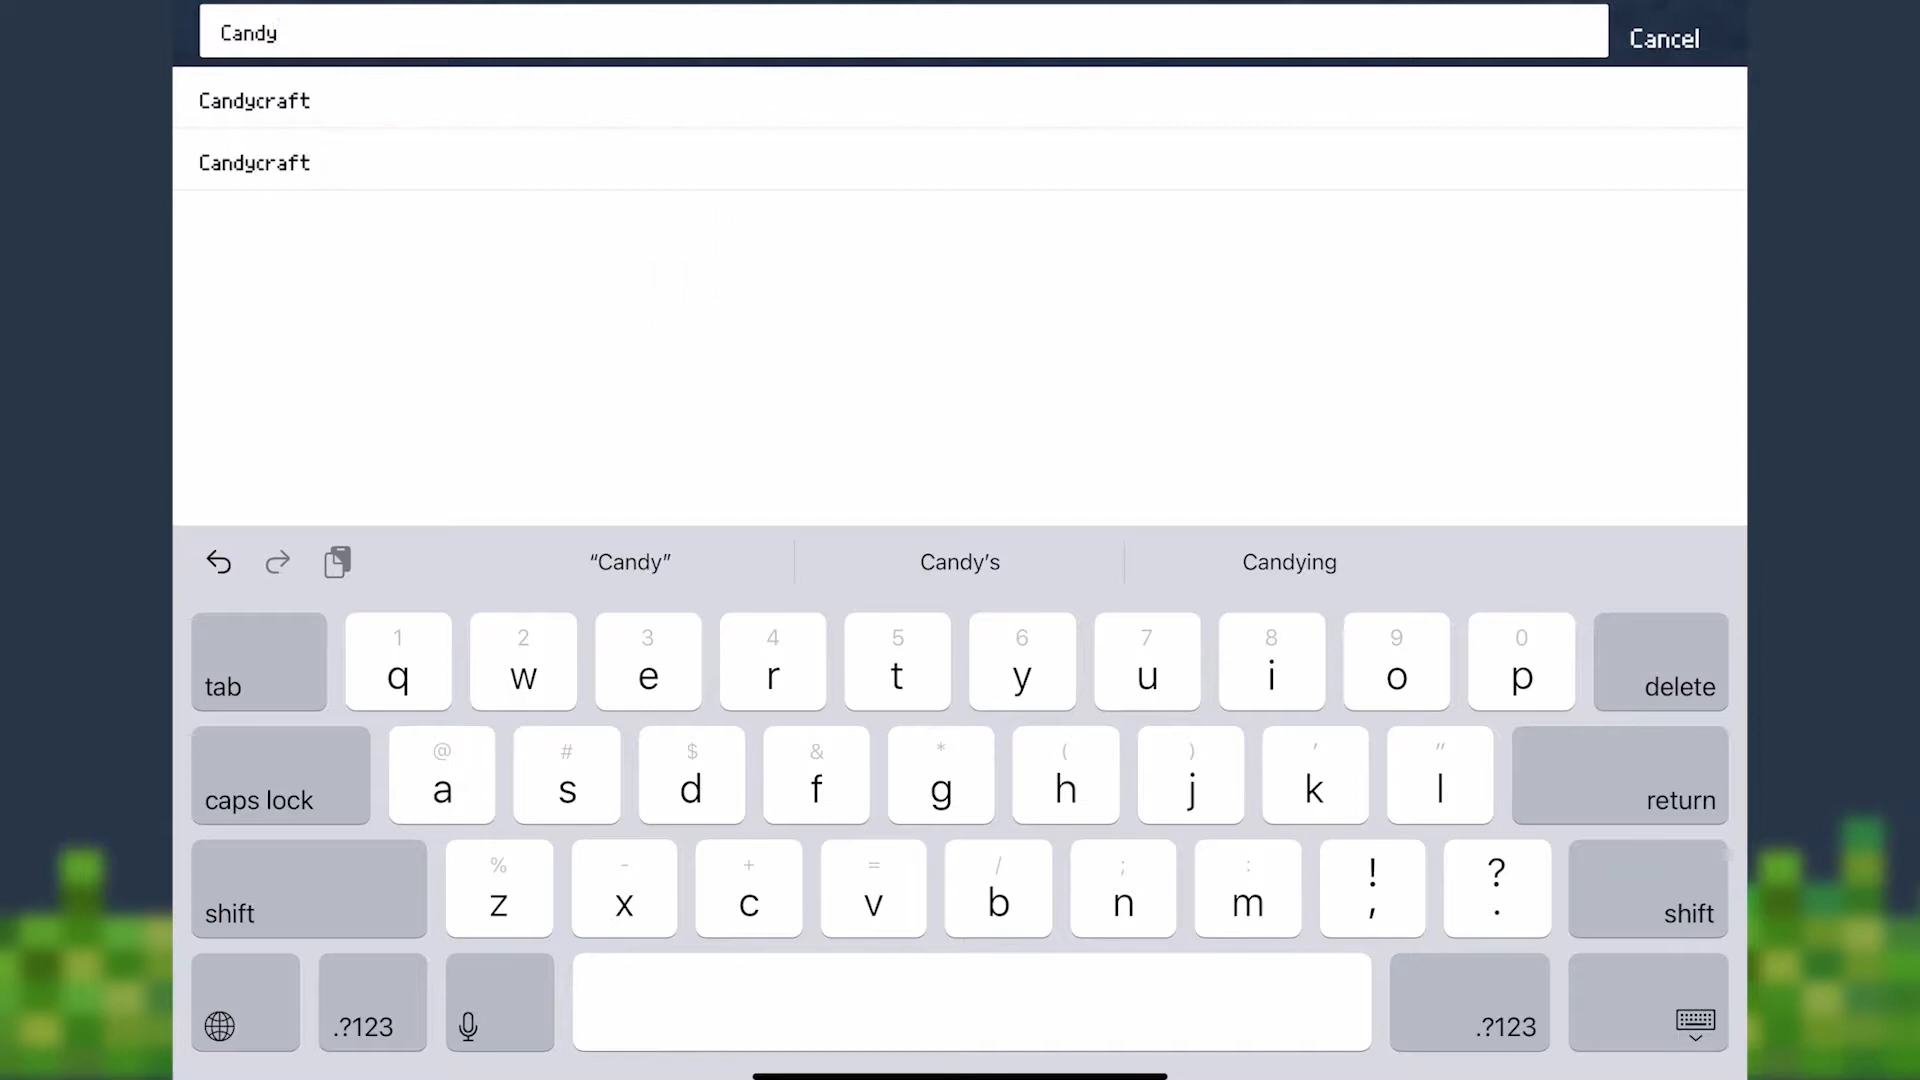 Candy
Cancel
Candycraft
Candycraft
“Candy” Candy’s Candying
1 2 3 4 5 6 7 8 9 0
tab q w e r t y u i o p delete
@ # $ & * ( ) ' "
caps lock a s d f g h j k l return
% - + = / ; : ! ?
shift z x c v b n m , . shift
.?123 .?123